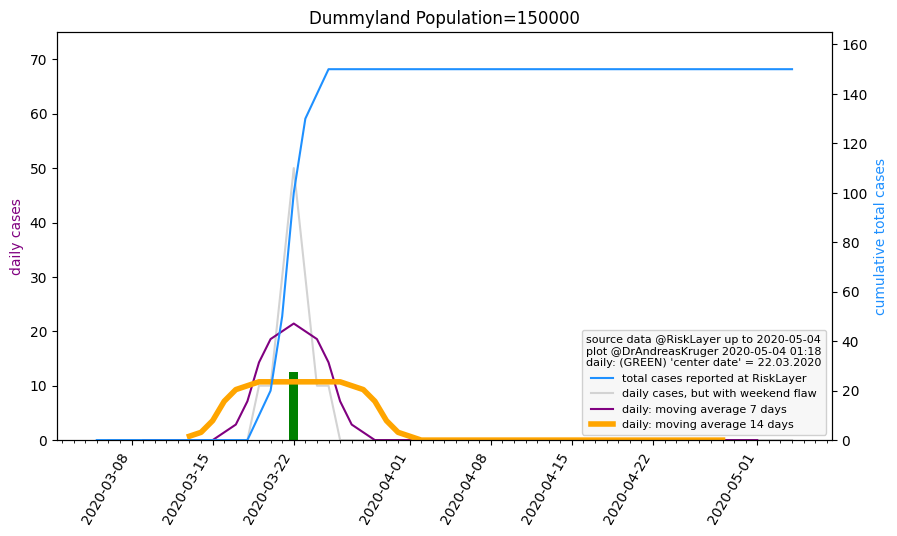 Dummyland Population=150000
daily cases
70
60
50
40
30
20
10
0
160
140
120
100
80
60
40
20
0
cumulative total cases
source data @RiskLayer up to 2020-05-04
plot @DrAndreasKruger 2020-05-04 01:18
daily: (GREEN) 'center date' = 22.03.2020
total cases reported at RiskLayer
daily cases, but with weekend flaw
daily: moving average 7 days
daily: moving average 14 days
2020-03-08
2020-03-15
2020-03-22
2020-04-01
2020-04-08
2020-04-15
2020-04-22
2020-05-01